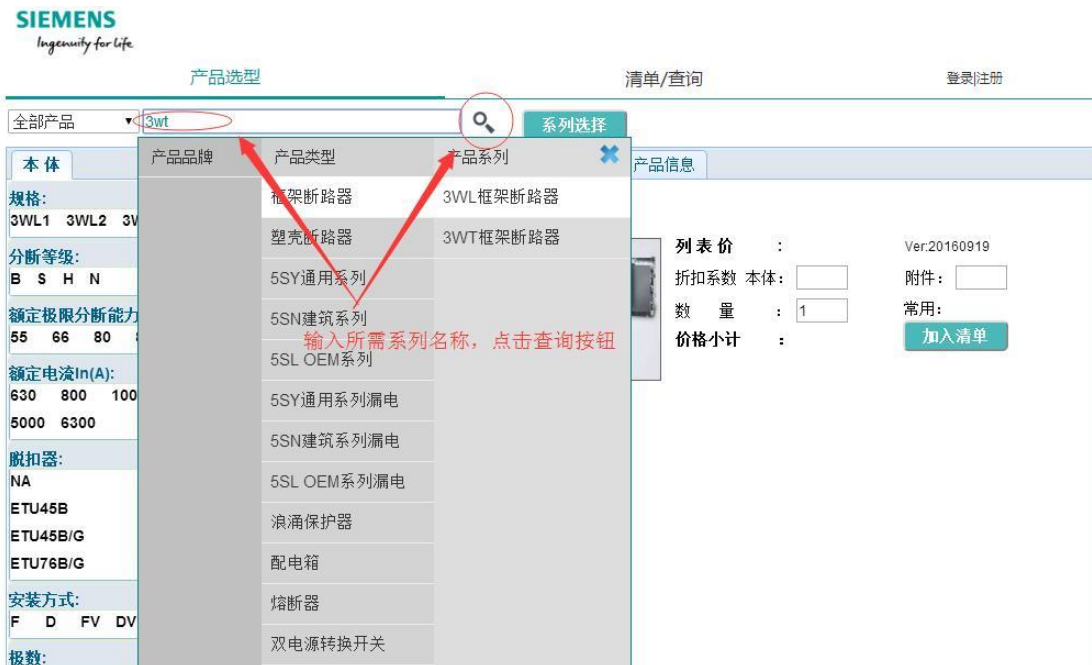 SIEMENS
Ingenuity for life
产品选型 清单/查询 登录|注册
全部产品 3wt 系列选择
本 体 产品品牌 产品类型 产品系列 产品信息
框架断路器 3WL框架断路器
规格:
3WL1 3WL2
塑壳断路器 3WT框架断路器 列表价 : Ver:20160919
分断等级:
B S H N 5SY通用系列 折扣系数 本体: 附件:
额定极限分断能力 5SN建筑系列 数 量 : 1 常用:
55 66 80 输入所需系列名称，点击查询按钮 价格小计 : 加入清单
5SL OEM系列
额定电流In(A):
630 800 100 5SY通用系列漏电
5000 6300
5SN建筑系列漏电
脱扣器:
NA 5SL OEM系列漏电
ETU45B 浪涌保护器
ETU45B/G
ETU76B/G 配电箱
安装方式: 熔断器
F D FV DV
双电源转换开关
极数: